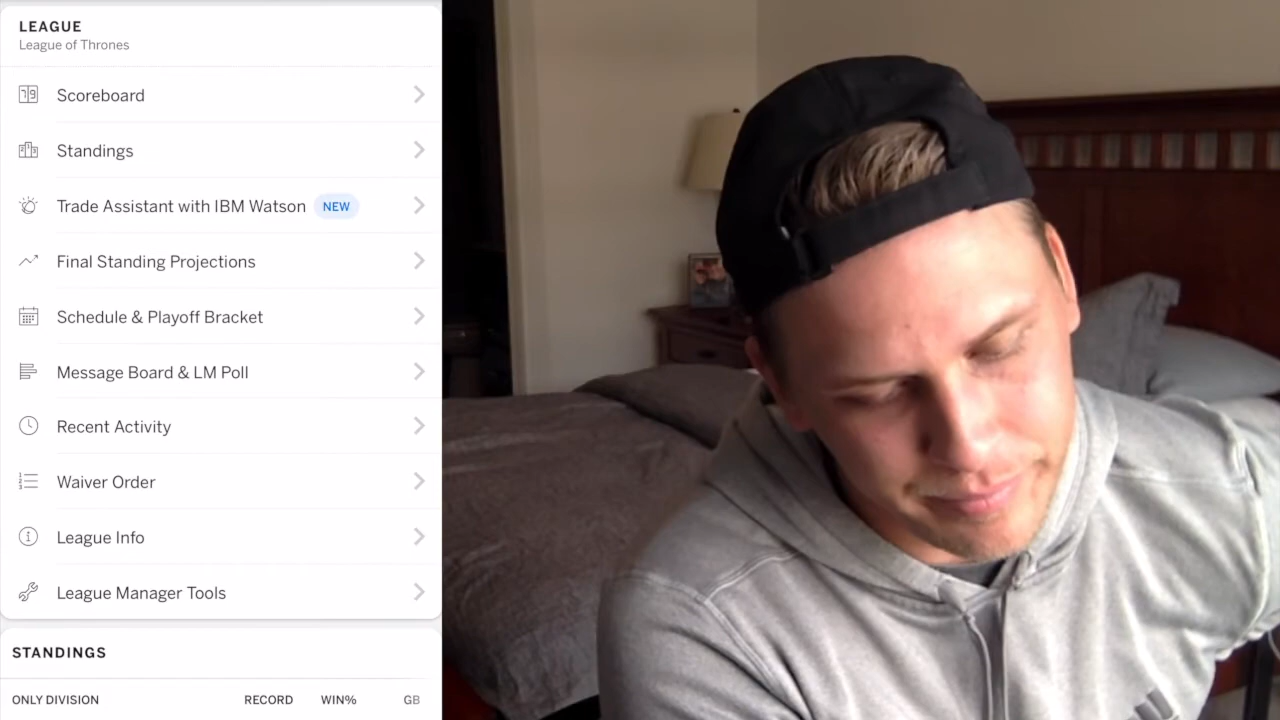 LEAGUE
League of Thrones
Scoreboard
Standings
Trade Assistant with IBM Watson NEW
Final Standing Projections
Schedule & Playoff Bracket
Message Board & LM Poll
Recent Activity
Waiver Order
League Info
League Manager Tools
STANDINGS
ONLY DIVISION RECORD WIN% GB